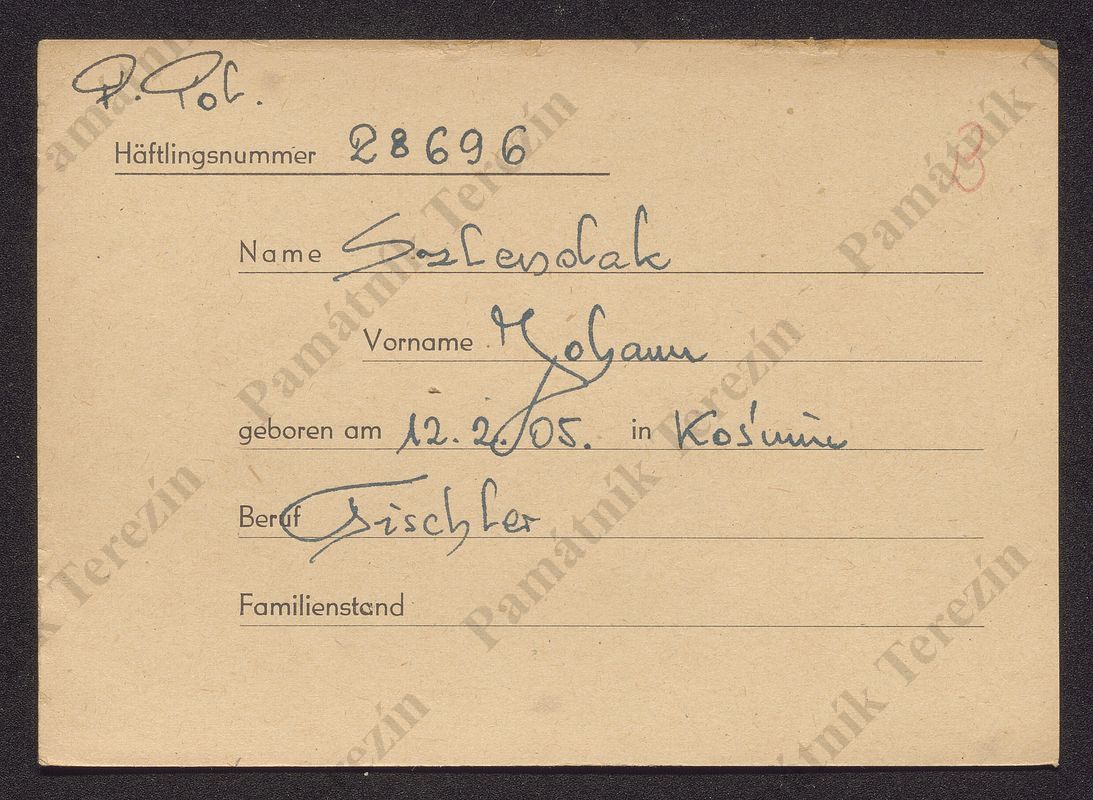 P. Pol.
Häftlingsnummer 28696
Name
Vorname Johann
geboren am 12.2.05. in
Beruf Tischler
Familienstand
Památník Terezín